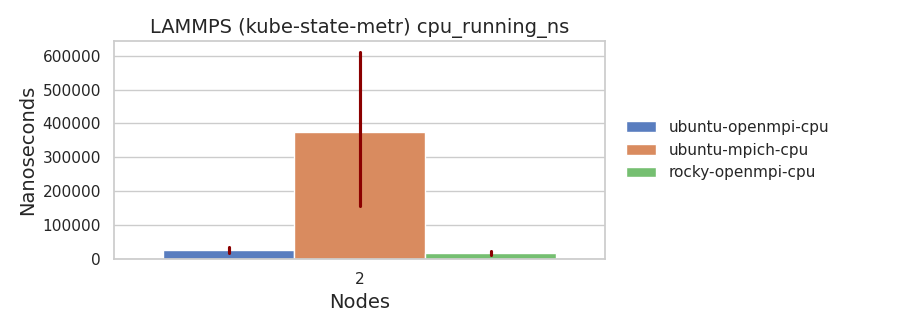 LAMMPS (kube-state-metr) cpu_running_ns
Nanoseconds
600000
500000
400000
300000
200000
100000
0
2
Nodes
ubuntu-openmpi-cpu
ubuntu-mpich-cpu
rocky-openmpi-cpu